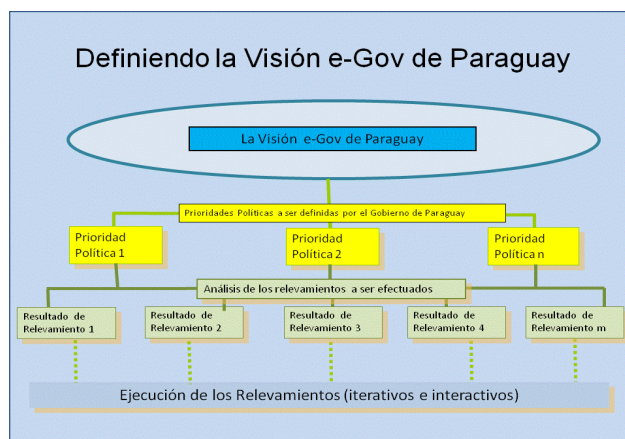 Definiendo la Visión e-Gov de Paraguay
La Visión e-Gov de Paraguay
Prioridades Políticas a ser definidas por el Gobierno de Paraguay
Prioridad
Política 1
Prioridad
Política 2
Prioridad
Política n
Análisis de los relevamientos a ser efectuados
Resultado de
Relevamiento 1
Resultado de
Relevamiento 2
Resultado de
Relevamiento 3
Resultado de
Relevamiento 4
Resultado de
Relevamiento m
Ejecución de los Relevamientos (iterativos e interactivos)